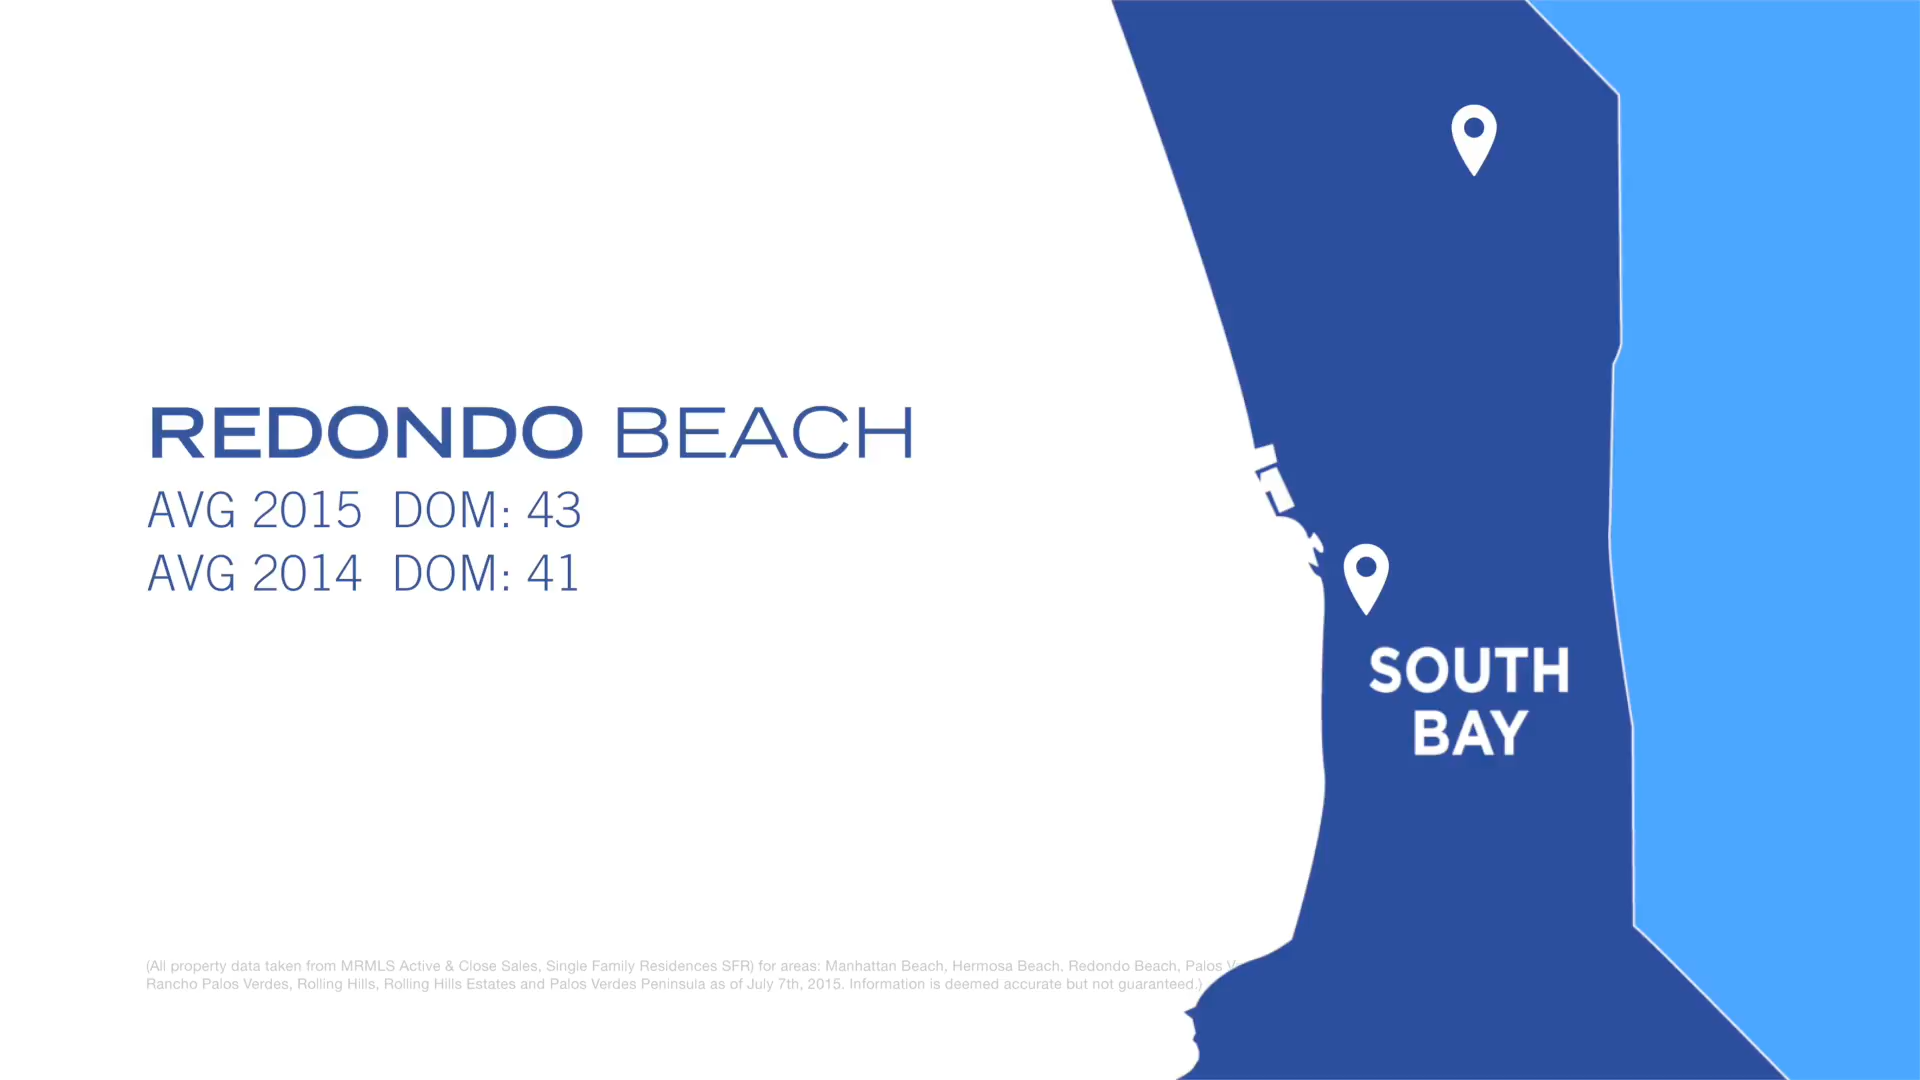 REDONDO BEACH
AVG 2015 DOM: 43
AVG 2014 DOM: 41
SOUTH
BAY
(All property data taken from MRMLS Active & Close Sales, Single Family Residences SFR) for areas: Manhattan Beach, Hermosa Beach, Redondo Beach, Palos
Rancho Palos Verdes, Rolling Hills, Rolling Hills Estates and Palos Verdes Peninsula as of July 7th, 2015. Information is deemed accurate but not guaranteed.)